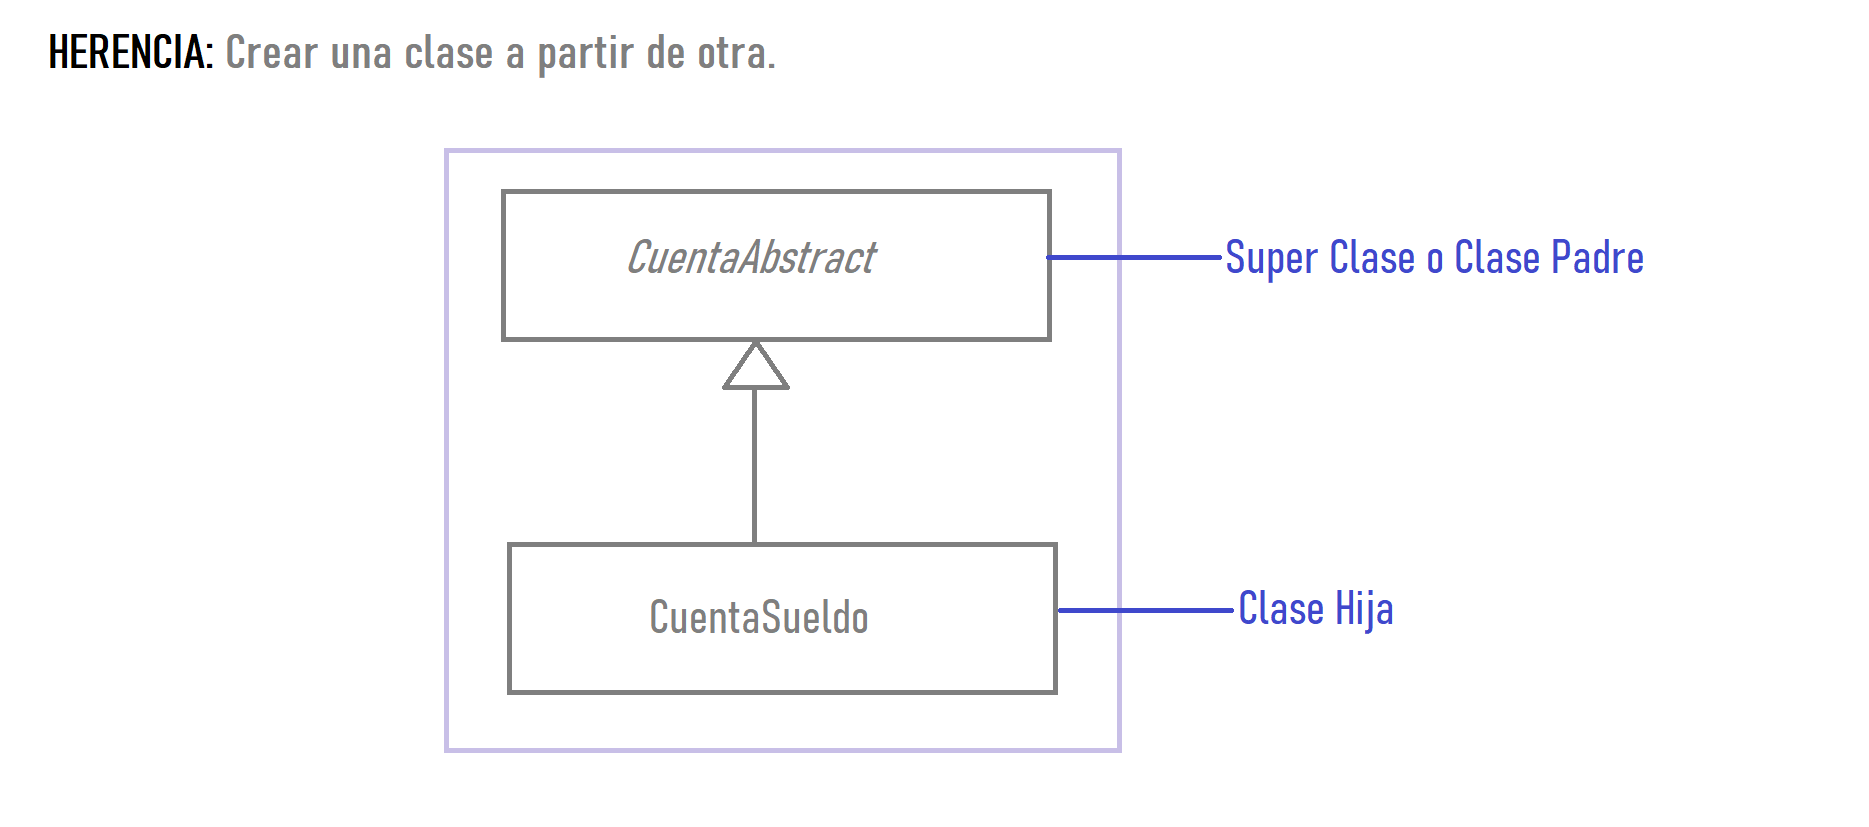 HERENCIA: Crear una clase a partir de otra.
CuentaAbstract
Super Clase o Clase Padre
CuentaSueldo
Clase Hija